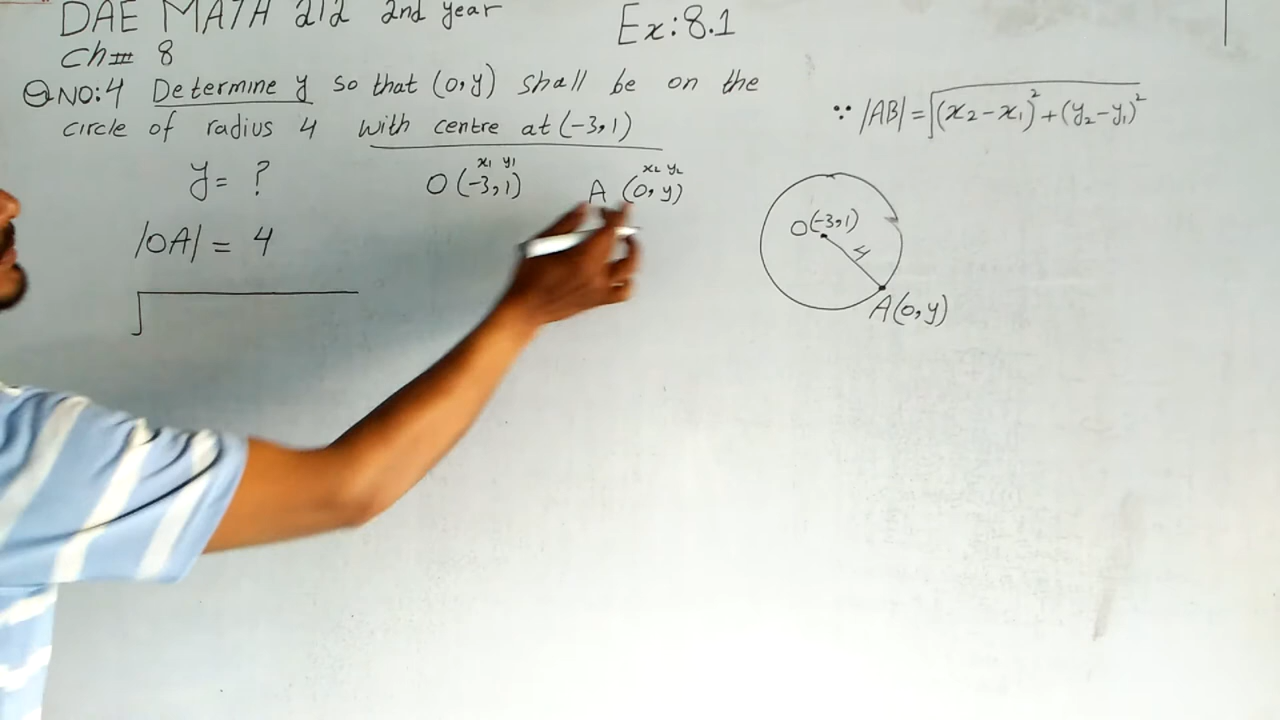 DAE MATH 212 2nd year
Ex: 8.1
Ch# 8
QNO:4 Determine y so that (0,y) shall be on the
circle of radius 4 with centre at (-3,1)
∵ |AB| = √(x₂-x₁)²+(y₂-y₁)²
y = ?
x₁ y₁
O (-3,1)
x₂ y₂
A (0,y)
|OA| = 4
O(-3,1)
4
A(0,y)